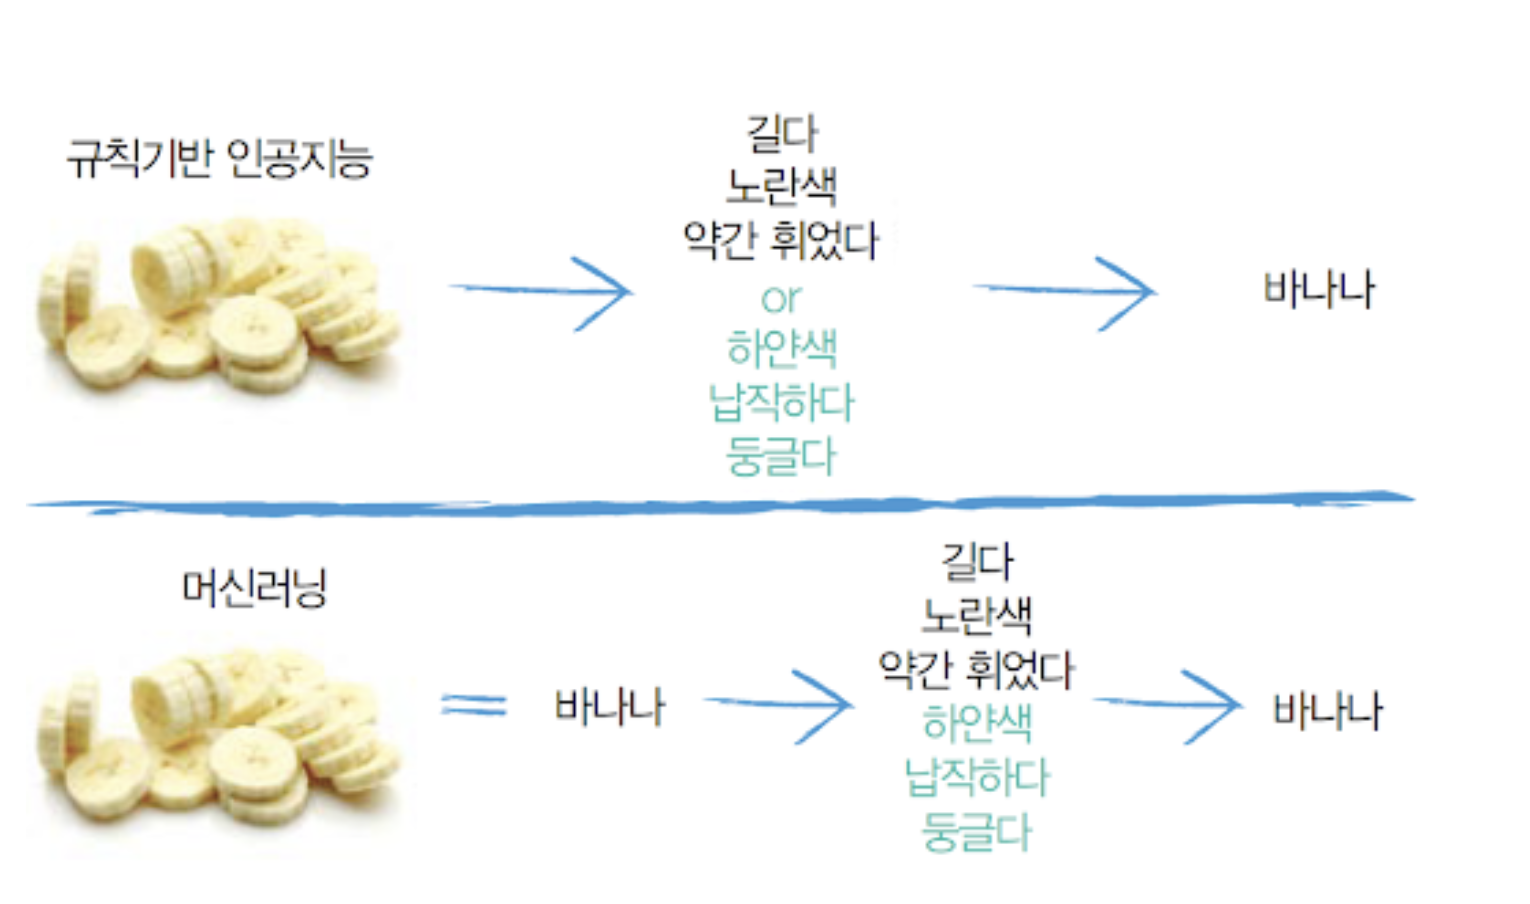 규칙기반 인공지능
길다
노란색
약간 휘었다
or
하얀색
납작하다
둥글다
바나나
머신러닝
바나나
길다
노란색
약간 휘었다
하얀색
납작하다
둥글다
바나나